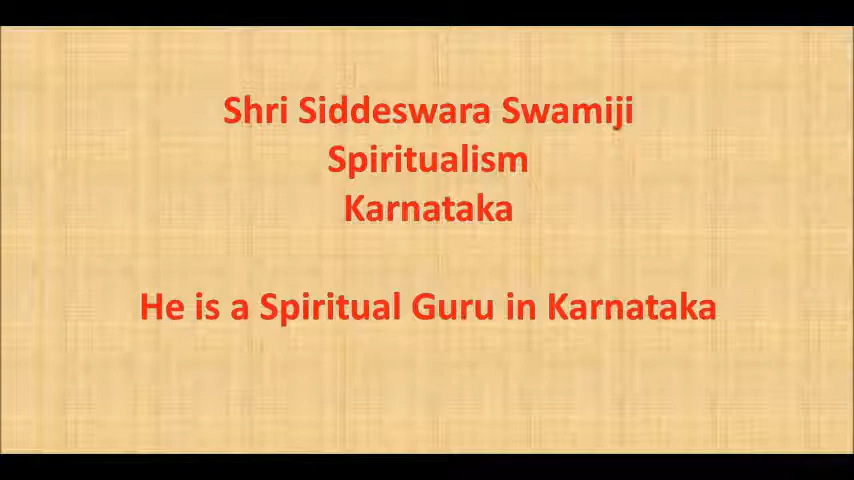 Shri Siddeswara Swamiji
Spiritualism
Karnataka
He is a Spiritual Guru in Karnataka